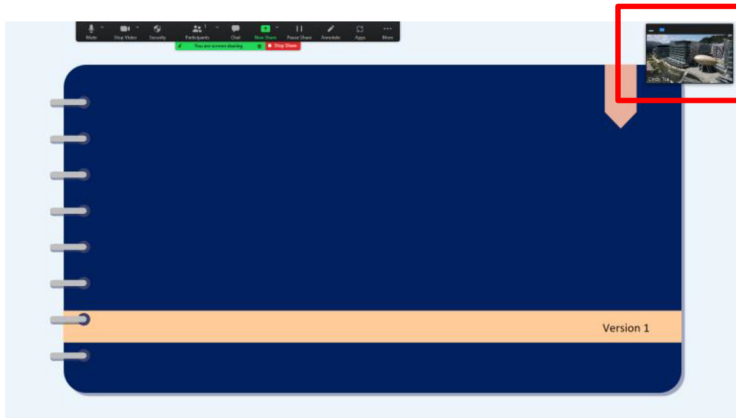 Mute
Stop Video
Security
Participants
1
Chat
New Share
Pause Share
Annotate
Apps
More
You are screen sharing
Stop Share
Version 1